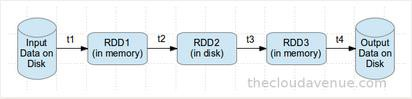 Input
Data on
Disk
t1
RDD1
(in memory)
t2
RDD2
(in disk)
t3
RDD3
(in memory)
t4
Output
Data on
Disk
thecloudavenue.com